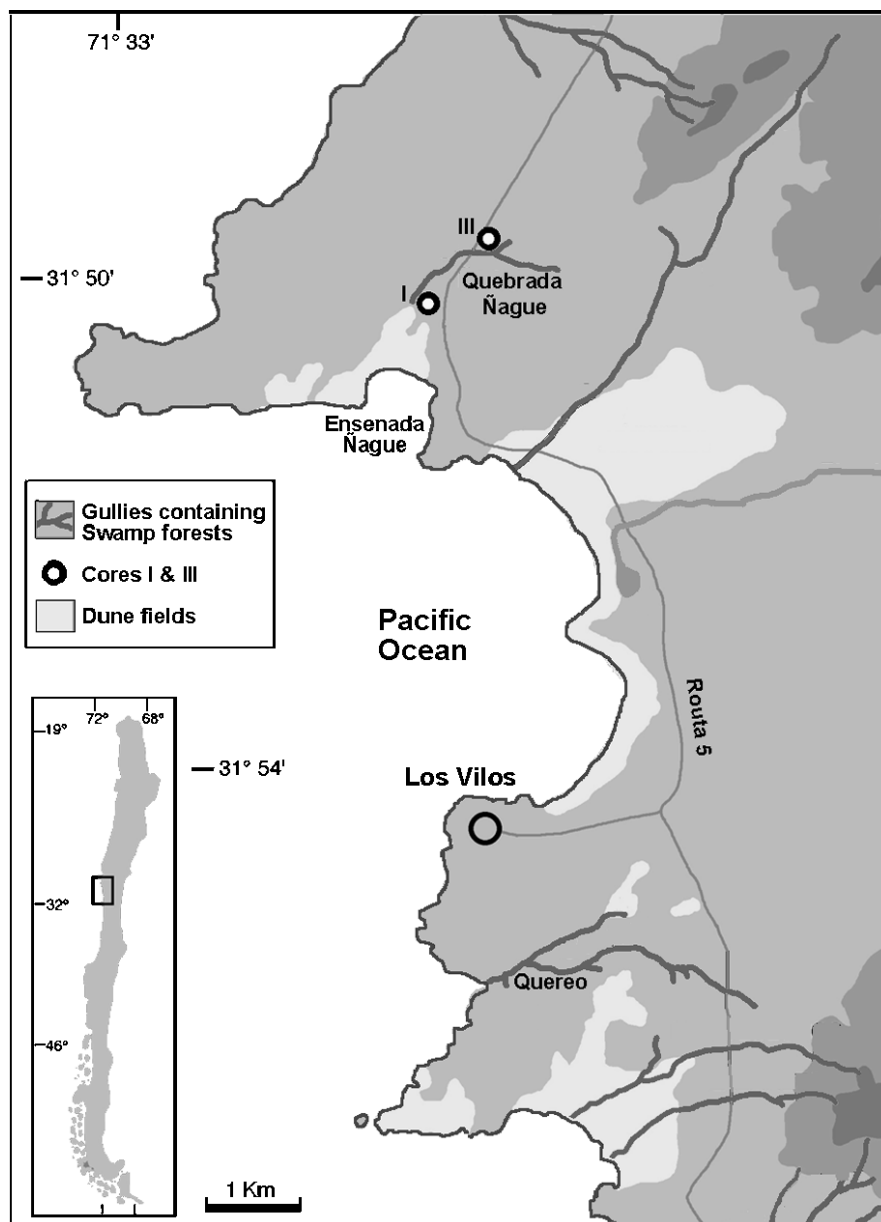 71° 33'
III
31° 50'
I
Quebrada
Ñague
Ensenada
Ñague
Gullies containing
Swamp forests
Cores I & III
Dune fields
Pacific
Ocean
Routa 5
72° 68°
19°
31° 54'
Los Vilos
32°
Quereo
46°
1 Km